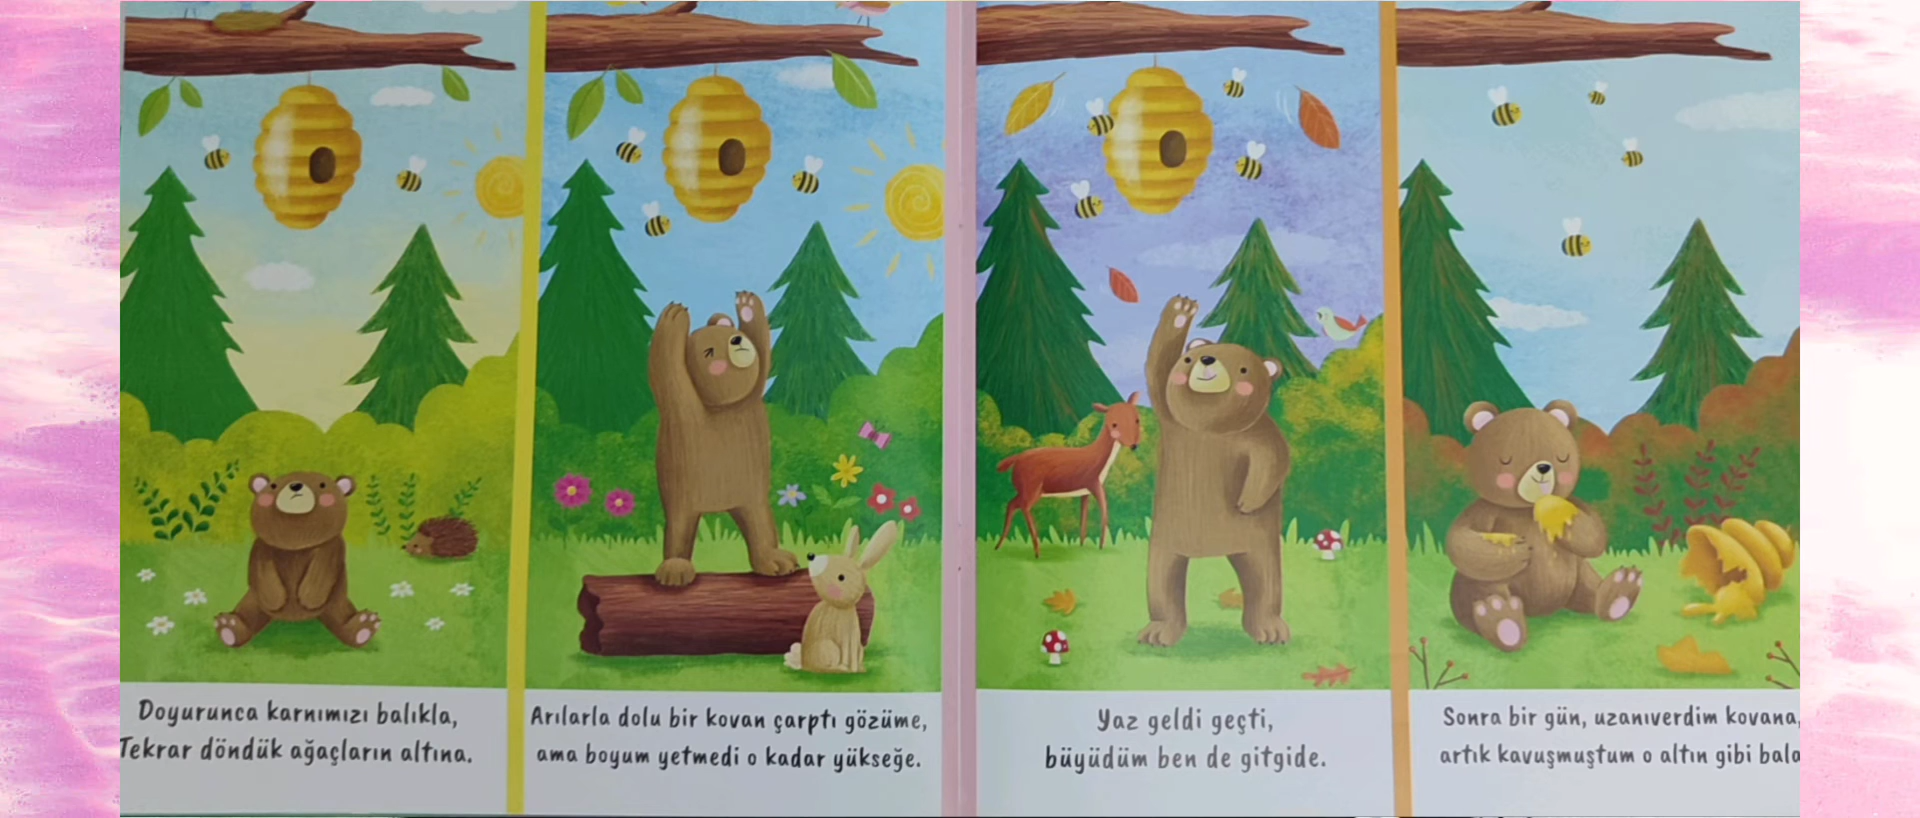 Doyurunca karnımızı balıkla,
Tekrar döndük ağaçların altına.
Arılarla dolu bir kovan çarptı gözüme,
ama boyum yetmedi o kadar yükseğe.
Yaz geldi geçti,
büyüdüm ben de gitgide.
Sonra bir gün, uzanıverdim kovana,
artık kavuşmuştum o altın gibi bala